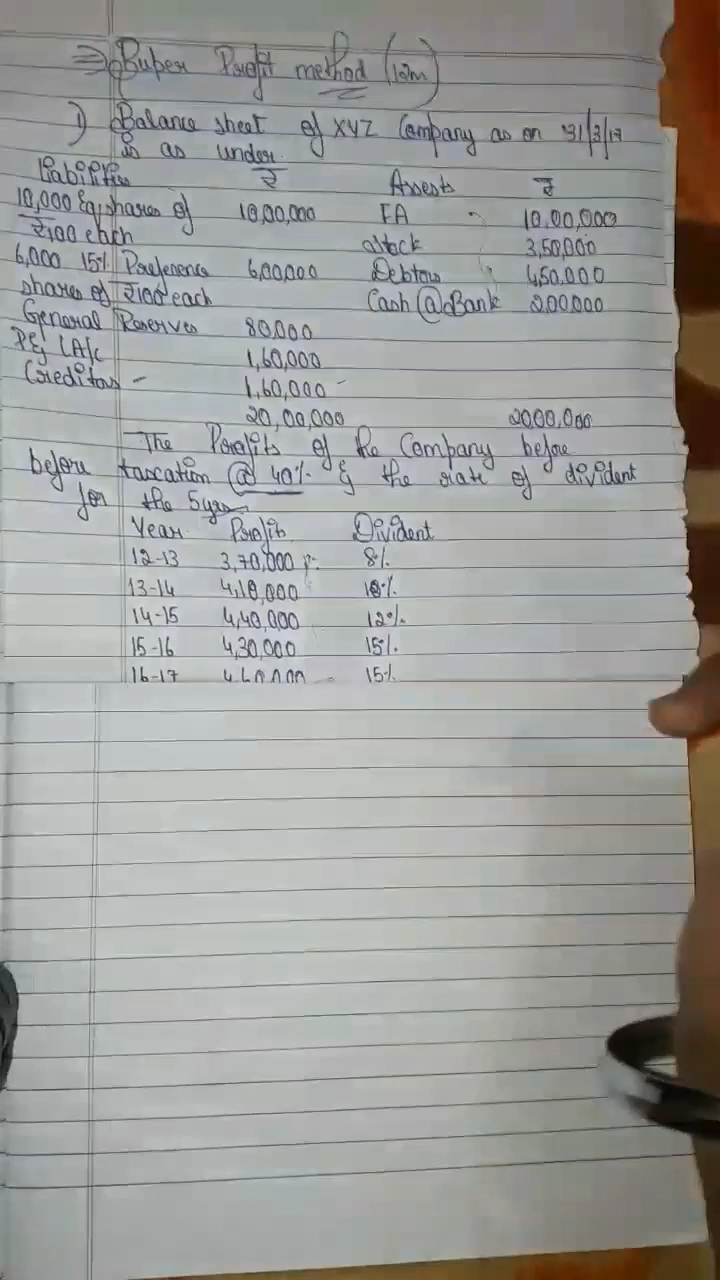 ⇒ Super Profit method (12m)
1) Balance sheet of XYZ Company as on 31/3/17
is as under.
Liabilities ₹ Assests ₹
10,000 Eq shares of 10,00,000 FA 10,00,000
₹100 each stock 3,50,000
6,000 15% Preference 6,00,000 Debtors 4,50,000
shares of ₹100 each Cash @ Bank 2,00,000
General Reserves 80,000
P&L A/c 1,60,000
Creditors - 1,60,000 -
20,00,000 2000,000
The Profits of the Company before
before taxcation @ 40% & the rate of divident
for the 5yrs
Year Profit Divident
12-13 3,70,000 8%
13-14 4,10,000 10%
14-15 4,40,000 12%
15-16 4,30,000 15%
16-17 15%